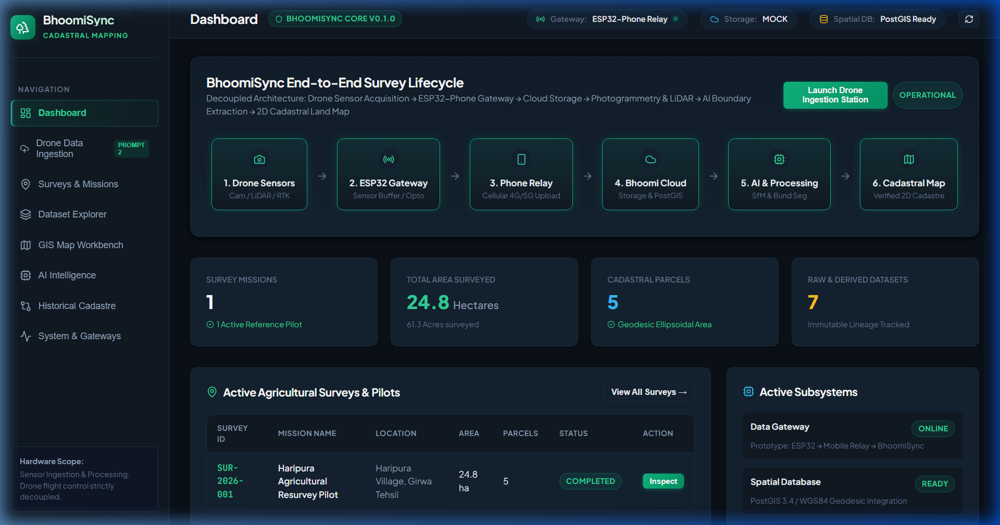 BhoomiSync
CADASTRAL MAPPING
NAVIGATION
Dashboard
Drone Data
Ingestion
PROMPT
2
Surveys & Missions
Dataset Explorer
GIS Map Workbench
AI Intelligence
Historical Cadastre
System & Gateways
Hardware Scope:
Sensor Ingestion & Processing.
Drone flight control strictly
decoupled.
Dashboard
BHOOMISYNC CORE V0.1.0
Gateway: ESP32-Phone Relay
Storage: MOCK
Spatial DB: PostGIS Ready
BhoomiSync End-to-End Survey Lifecycle
Decoupled Architecture: Drone Sensor Acquisition → ESP32-Phone Gateway → Cloud Storage → Photogrammetry & LiDAR → AI Boundary
Extraction → 2D Cadastral Land Map
Launch Drone
Ingestion Station
OPERATIONAL
1. Drone Sensors
Cam / LiDAR / RTK
→
2. ESP32 Gateway
Sensor Buffer / Opto
→
3. Phone Relay
Cellular 4G/5G Upload
→
4. Bhoomi Cloud
Storage & PostGIS
→
5. AI & Processing
SfM & Bund Seg
→
6. Cadastral Map
Verified 2D Cadastre
SURVEY MISSIONS
1
1 Active Reference Pilot
TOTAL AREA SURVEYED
24.8 Hectares
61.3 Acres surveyed
CADASTRAL PARCELS
5
Geodesic Ellipsoidal Area
RAW & DERIVED DATASETS
7
Immutable Lineage Tracked
Active Agricultural Surveys & Pilots
View All Surveys →
SURVEY
ID
MISSION NAME
LOCATION
AREA
PARCELS
STATUS
ACTION
SUR-
2026-
001
Haripura
Agricultural
Resurvey Pilot
Haripura
Village, Girwa
Tehsil
24.8
ha
5
COMPLETED
Inspect
Active Subsystems
Data Gateway
ONLINE
Prototype: ESP32 → Mobile Relay → BhoomiSync
Spatial Database
READY
PostGIS 3.4 / WGS84 Geodesic Integration